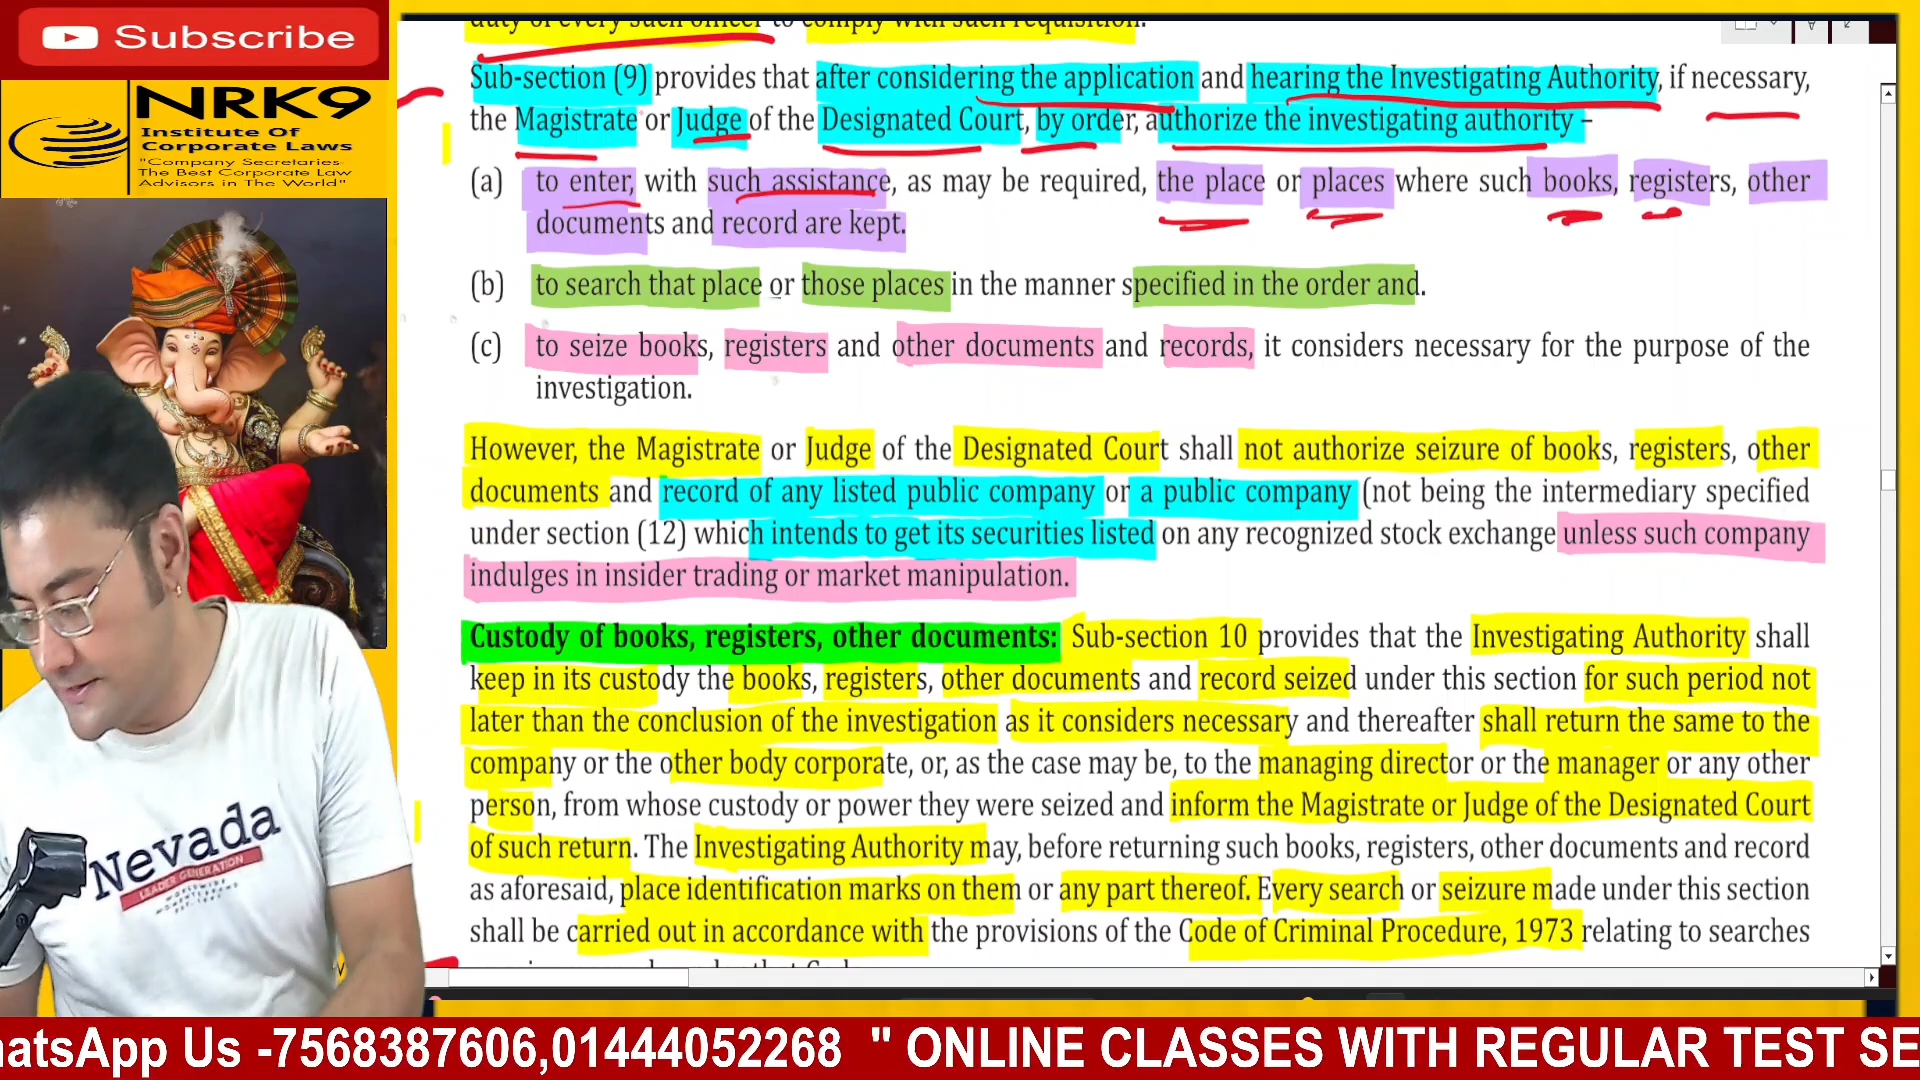 Subscribe
NRK9
Institute Of
Corporate Laws
"Company Secretaries-
The Best Corporate Law
Advisors in The World"
duty of every such officer to comply with such requisition.
Sub-section (9) provides that after considering the application and hearing the Investigating Authority, if necessary,
the Magistrate or Judge of the Designated Court, by order, authorize the investigating authority –
(a) to enter, with such assistance, as may be required, the place or places where such books, registers, other
documents and record are kept.
(b) to search that place or those places in the manner specified in the order and.
(c) to seize books, registers and other documents and records, it considers necessary for the purpose of the
investigation.
However, the Magistrate or Judge of the Designated Court shall not authorize seizure of books, registers, other
documents and record of any listed public company or a public company (not being the intermediary specified
under section (12) which intends to get its securities listed on any recognized stock exchange unless such company
indulges in insider trading or market manipulation.
Custody of books, registers, other documents: Sub-section 10 provides that the Investigating Authority shall
keep in its custody the books, registers, other documents and record seized under this section for such period not
later than the conclusion of the investigation as it considers necessary and thereafter shall return the same to the
company or the other body corporate, or, as the case may be, to the managing director or the manager or any other
person, from whose custody or power they were seized and inform the Magistrate or Judge of the Designated Court
of such return. The Investigating Authority may, before returning such books, registers, other documents and record
as aforesaid, place identification marks on them or any part thereof. Every search or seizure made under this section
shall be carried out in accordance with the provisions of the Code of Criminal Procedure, 1973 relating to searches
Nevada
LEADER GENERATION
WORLDWIDE
hatsApp Us -7568387606,01444052268 " ONLINE CLASSES WITH REGULAR TEST SE